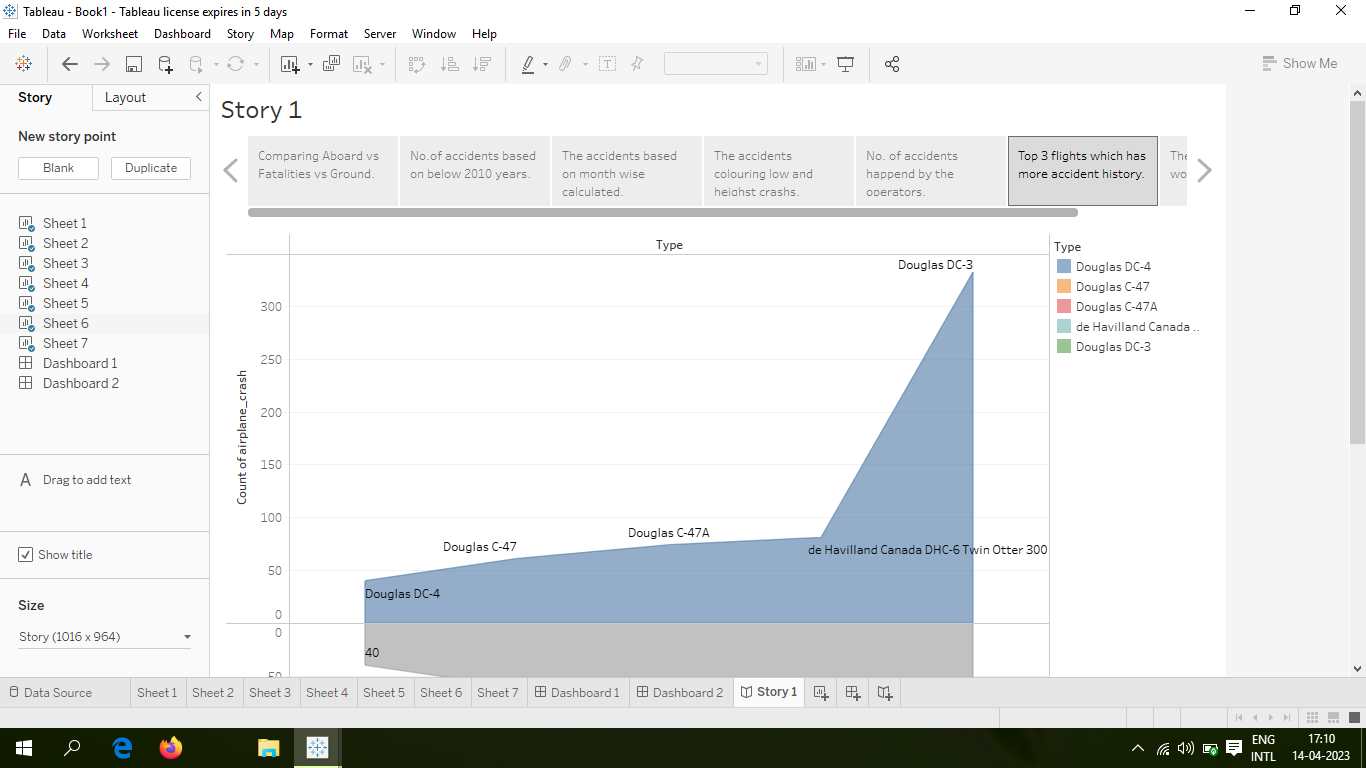 Tableau - Book1 - Tableau license expires in 5 days
File Data Worksheet Dashboard Story Map Format Server Window Help
Show Me
Story Layout
New story point
Blank Duplicate
Sheet 1
Sheet 2
Sheet 3
Sheet 4
Sheet 5
Sheet 6
Sheet 7
Dashboard 1
Dashboard 2
A Drag to add text
Show title
Size
Story (1016 x 964)
Story 1
Comparing Aboard vs
Fatalities vs Ground.
No.of accidents based
on below 2010 years.
The accidents based
on month wise
calculated.
The accidents
colouring low and
heighst crashs.
No. of accidents
happend by the
operators.
Top 3 flights which has
more accident history.
The
wo
Type
Count of airplane_crash
300
250
200
150
100
50
0
0
50
Douglas DC-3
Douglas C-47A
Douglas C-47
de Havilland Canada DHC-6 Twin Otter 300
Douglas DC-4
40
Type
Douglas DC-4
Douglas C-47
Douglas C-47A
de Havilland Canada ..
Douglas DC-3
Data Source Sheet 1 Sheet 2 Sheet 3 Sheet 4 Sheet 5 Sheet 6 Sheet 7 Dashboard 1 Dashboard 2 Story 1
ENG
INTL
17:10
14-04-2023